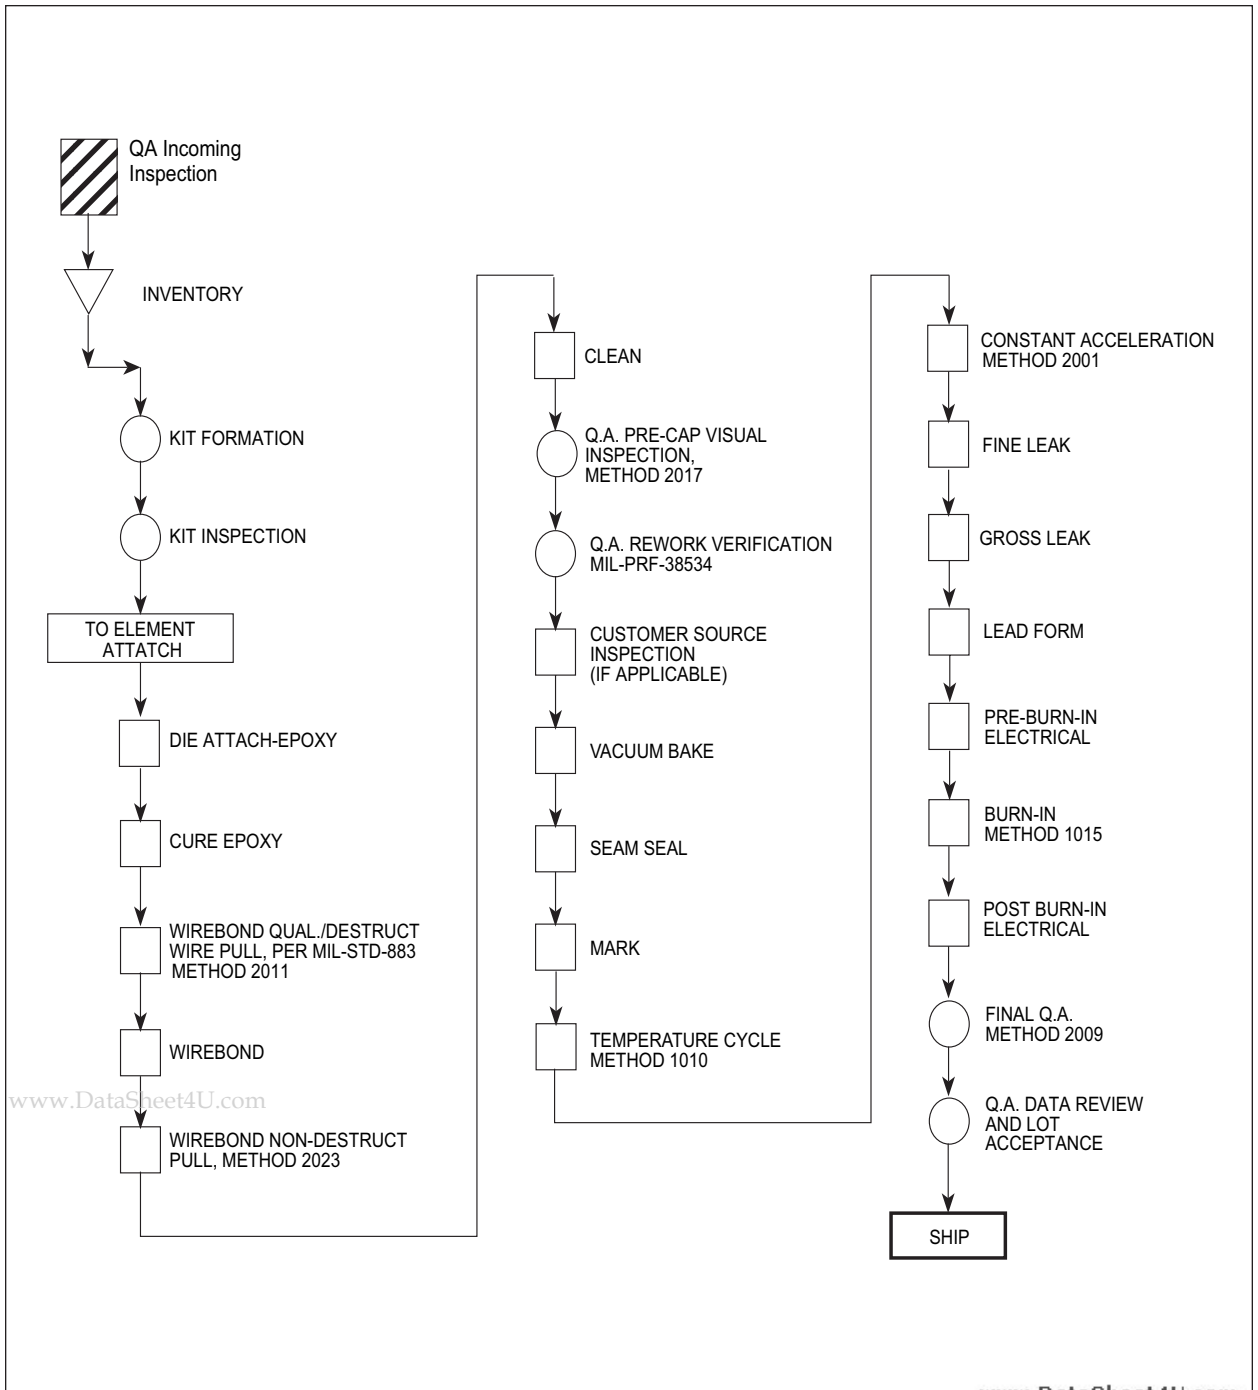 QA Incoming
Inspection
INVENTORY
KIT FORMATION
KIT INSPECTION
TO ELEMENT
ATTATCH
DIE ATTACH-EPOXY
CURE EPOXY
WIREBOND QUAL./DESTRUCT
WIRE PULL, PER MIL-STD-883
METHOD 2011
WIREBOND
www.DataSheet4U.com
WIREBOND NON-DESTRUCT
PULL, METHOD 2023
CLEAN
Q.A. PRE-CAP VISUAL
INSPECTION,
METHOD 2017
Q.A. REWORK VERIFICATION
MIL-PRF-38534
CUSTOMER SOURCE
INSPECTION
(IF APPLICABLE)
VACUUM BAKE
SEAM SEAL
MARK
TEMPERATURE CYCLE
METHOD 1010
CONSTANT ACCELERATION
METHOD 2001
FINE LEAK
GROSS LEAK
LEAD FORM
PRE-BURN-IN
ELECTRICAL
BURN-IN
METHOD 1015
POST BURN-IN
ELECTRICAL
FINAL Q.A.
METHOD 2009
Q.A. DATA REVIEW
AND LOT
ACCEPTANCE
SHIP
www.DataSheet4U.com